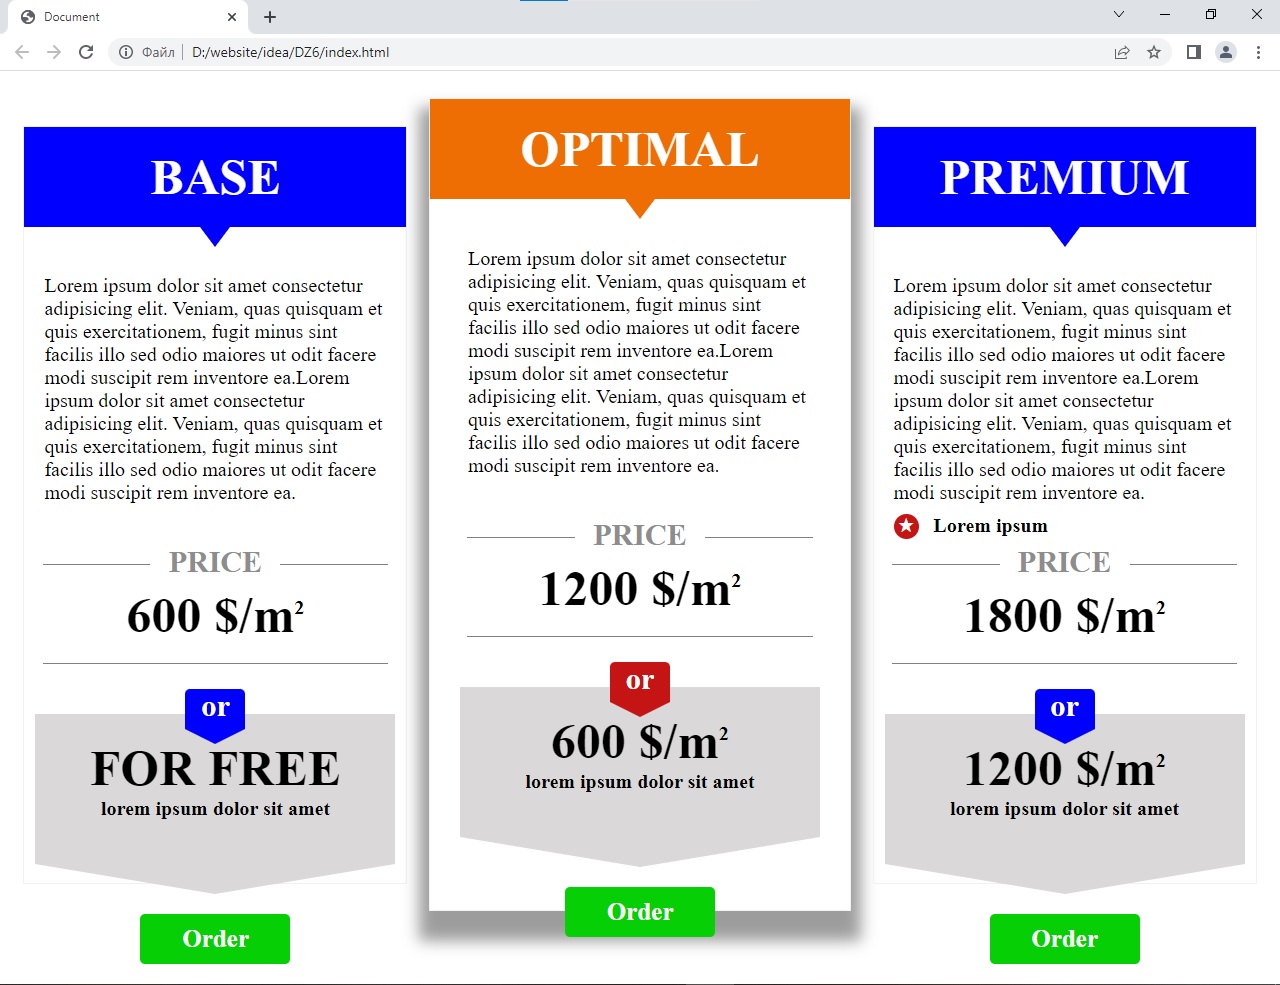 Document
Файл
D:/website/idea/DZ6/index.html
BASE
Lorem ipsum dolor sit amet consectetur
adipisicing elit. Veniam, quas quisquam et
quis exercitationem, fugit minus sint
facilis illo sed odio maiores ut odit facere
modi suscipit rem inventore ea.Lorem
ipsum dolor sit amet consectetur
adipisicing elit. Veniam, quas quisquam et
quis exercitationem, fugit minus sint
facilis illo sed odio maiores ut odit facere
modi suscipit rem inventore ea.
PRICE
600 $/m²
or
FOR FREE
lorem ipsum dolor sit amet
Order
OPTIMAL
Lorem ipsum dolor sit amet consectetur
adipisicing elit. Veniam, quas quisquam et
quis exercitationem, fugit minus sint
facilis illo sed odio maiores ut odit facere
modi suscipit rem inventore ea.Lorem
ipsum dolor sit amet consectetur
adipisicing elit. Veniam, quas quisquam et
quis exercitationem, fugit minus sint
facilis illo sed odio maiores ut odit facere
modi suscipit rem inventore ea.
PRICE
1200 $/m²
or
600 $/m²
lorem ipsum dolor sit amet
Order
PREMIUM
Lorem ipsum dolor sit amet consectetur
adipisicing elit. Veniam, quas quisquam et
quis exercitationem, fugit minus sint
facilis illo sed odio maiores ut odit facere
modi suscipit rem inventore ea.Lorem
ipsum dolor sit amet consectetur
adipisicing elit. Veniam, quas quisquam et
quis exercitationem, fugit minus sint
facilis illo sed odio maiores ut odit facere
modi suscipit rem inventore ea.
Lorem ipsum
PRICE
1800 $/m²
or
1200 $/m²
lorem ipsum dolor sit amet
Order